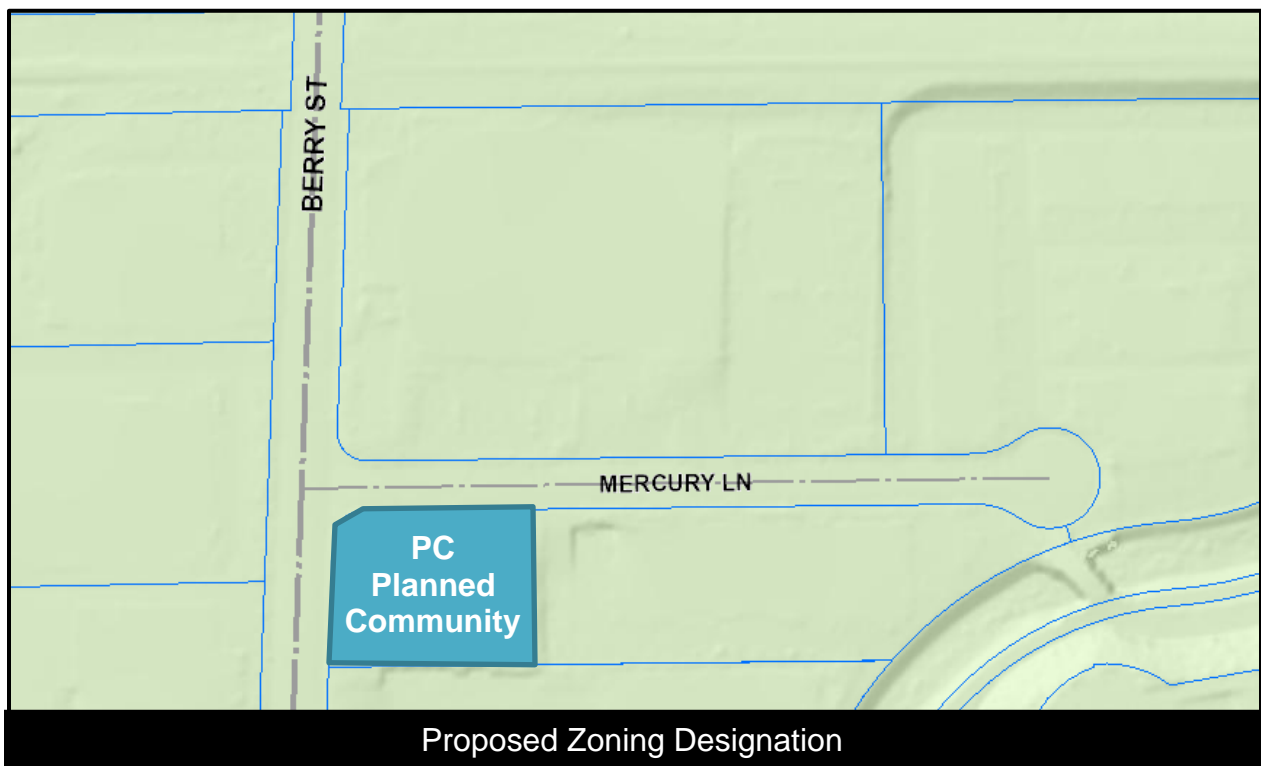 BERRY ST
MERCURY LN
PC
Planned
Community
Proposed Zoning Designation